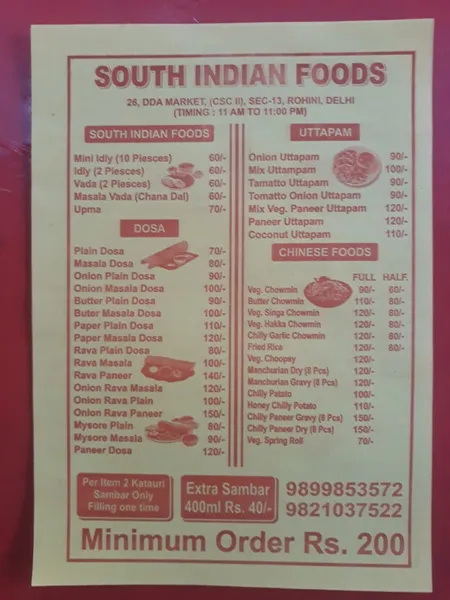 SOUTH INDIAN FOODS
26, DDA MARKET, (CSC II), SEC-13, ROHINI, DELHI
(TIMING : 11 AM TO 11:00 PM)
SOUTH INDIAN FOODS
Mini Idly (10 Piesces) 60/-
Idly (2 Piesces) 60/-
Vada (2 Piesces) 60/-
Masala Vada (Chana Dal) 60/-
Upma 70/-
DOSA
Plain Dosa 70/-
Masala Dosa 80/-
Onion Plain Dosa 90/-
Onion Masala Dosa 100/-
Butter Plain Dosa 90/-
Buter Masala Dosa 100/-
Paper Plain Dosa 110/-
Paper Masala Dosa 120/-
Rava Plain Dosa 80/-
Rava Masala 100/-
Rava Paneer 140/-
Onion Rava Masala 120/-
Onion Rava Plain 100/-
Onion Rava Paneer 150/-
Mysore Plain 80/-
Mysore Masala 90/-
Paneer Dosa 120/-
UTTAPAM
Onion Uttapam 90/-
Mix Uttampam 100/-
Tamatto Uttapam 90/-
Tomatto Onion Uttapam 90/-
Mix Veg. Paneer Uttapam 120/-
Paneer Uttapam 120/-
Coconut Uttapam 110/-
CHINESE FOODS
FULL HALF.
Veg. Chowmin 90/- 60/-
Butter Chowmin 110/- 80/-
Veg. Singa Chowmin 120/- 80/-
Veg. Hakka Chowmin 120/- 80/-
Chilly Garlic Chowmin 120/- 80/-
Fried Rice 120/- 80/-
Veg. Choopsy 120/-
Manchurian Dry (8 Pcs) 120/-
Manchurian Gravy (8 Pcs) 120/-
Chilly Patato 100/-
Honey Chilly Potato 110/-
Chilly Paneer Gravy (8 Pcs) 150/-
Chilly Paneer Dry (8 Pcs) 150/-
Veg. Spring Roll 70/-
Per Item 2 Katauri
Sambar Only
Filling one time
Extra Sambar
400ml Rs. 40/-
9899853572
9821037522
Minimum Order Rs. 200